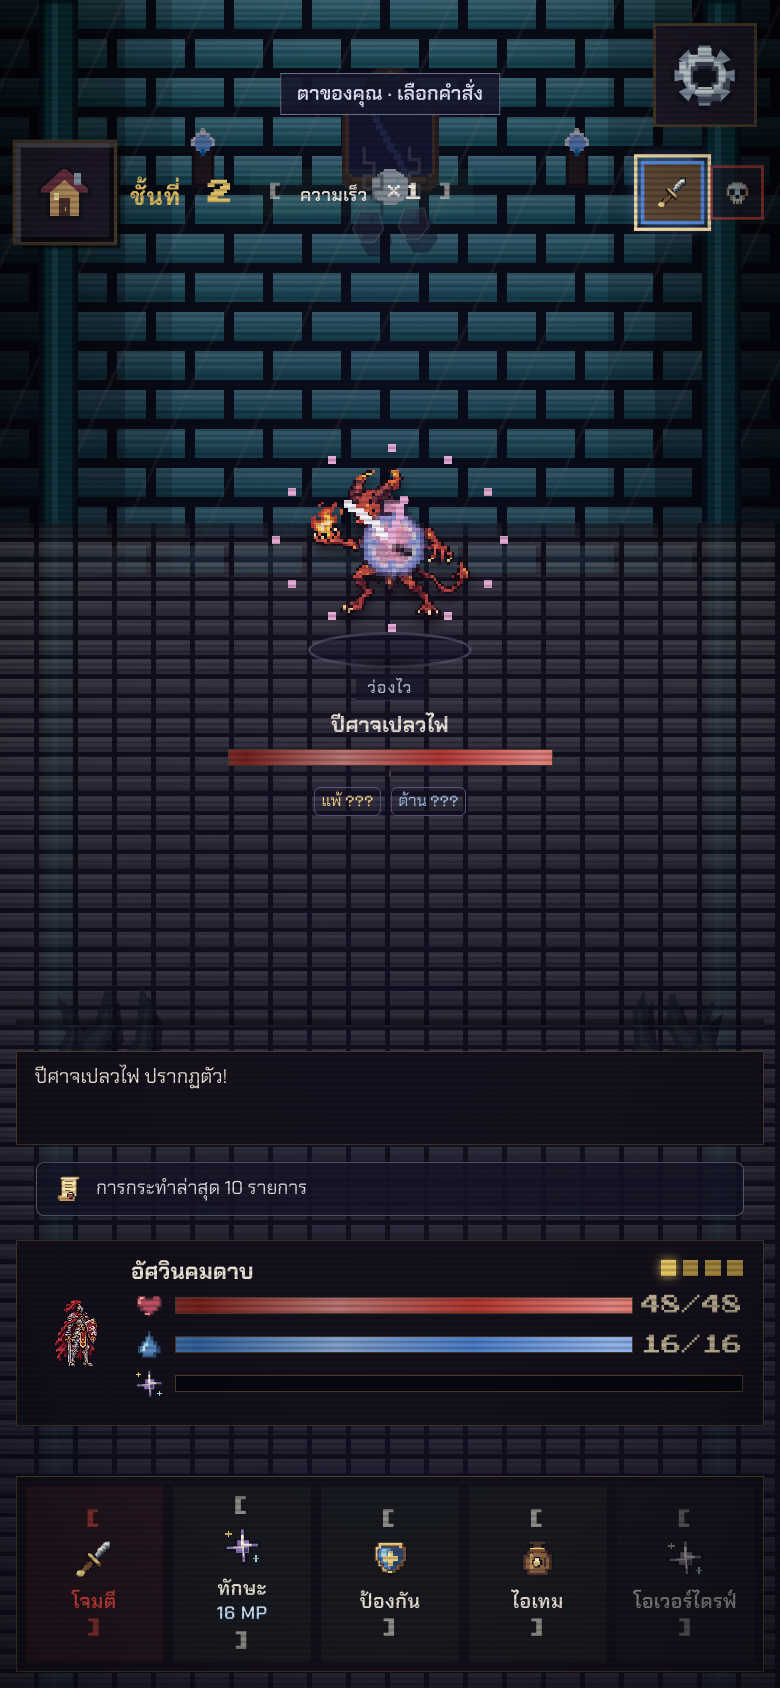 ตาของคุณ · เลือกคำสั่ง
ชั้นที่ 2 [ ความเร็ว ×1 ]
ว่องไว
ปีศาจเปลวไฟ
แพ้ ??? ต้าน ???
ปีศาจเปลวไฟ ปรากฏตัว!
การกระทำล่าสุด 10 รายการ
อัศวินคมดาบ
48/48
16/16
[ โจมตี ]
[ ทักษะ
16 MP ]
[ ป้องกัน ]
[ ไอเทม ]
[ โอเวอร์ไดรฟ์ ]